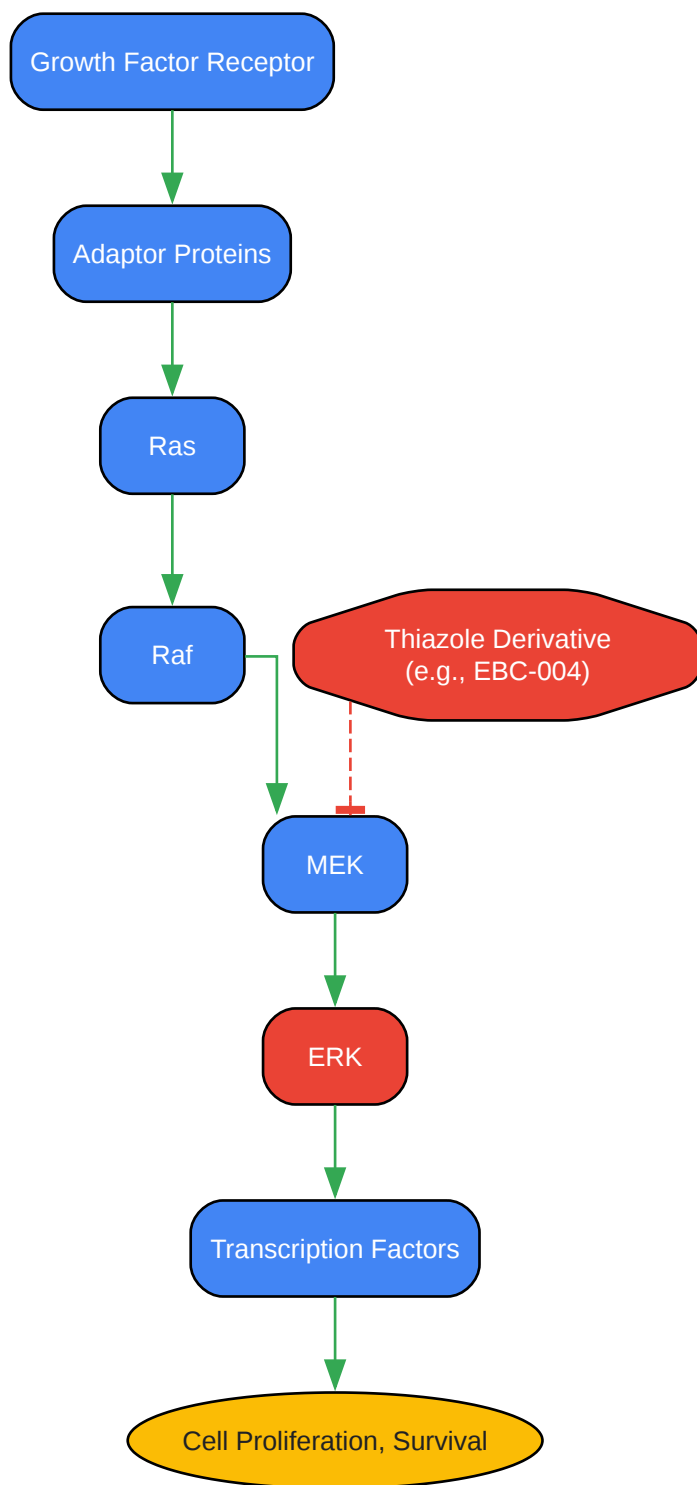 Growth Factor Receptor
Adaptor Proteins
Ras
Raf
Thiazole Derivative
(e.g., EBC-004)
MEK
ERK
Transcription Factors
Cell Proliferation, Survival